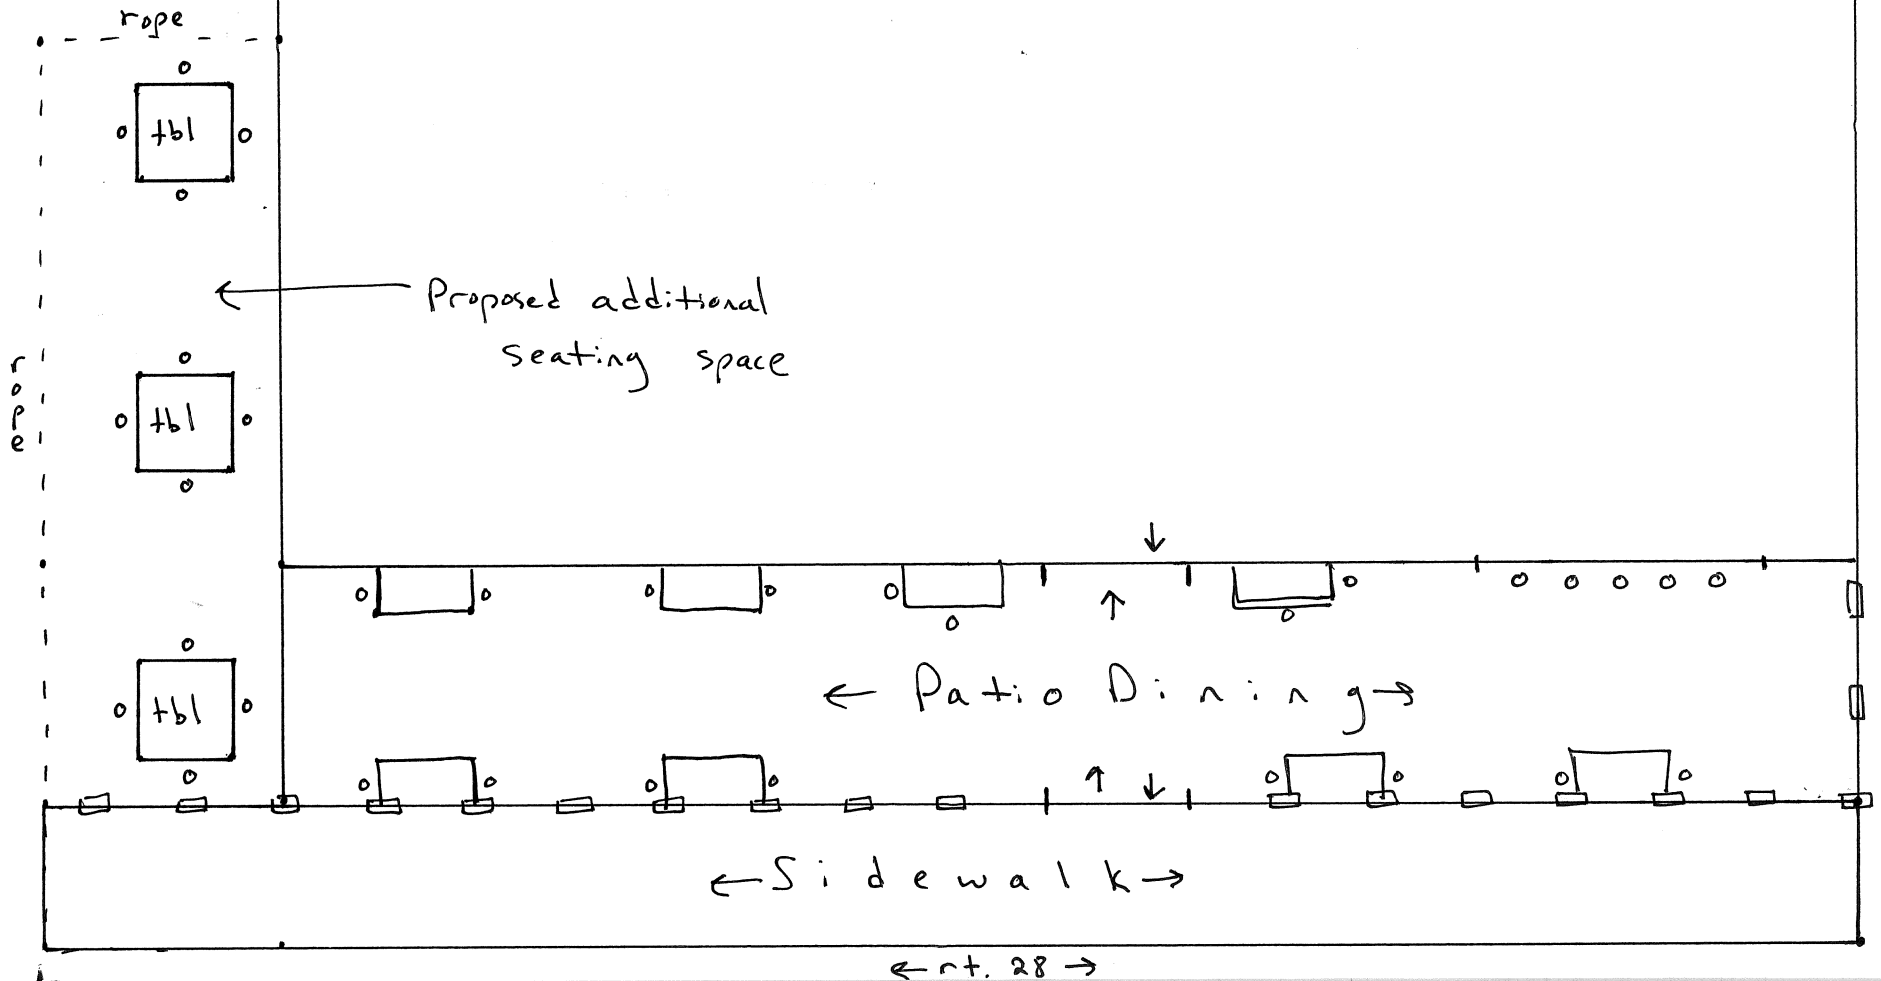 rope
tbl
Proposed additional
seating space
rope
tbl
tbl
Patio Dining
Sidewalk
rt. 28